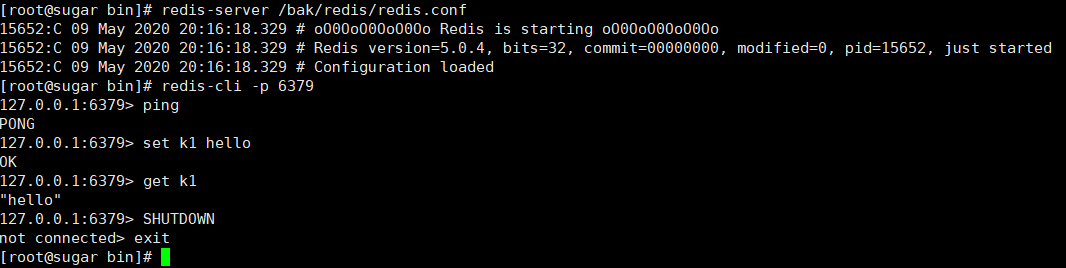 [root@sugar bin]# redis-server /bak/redis/redis.conf
15652:C 09 May 2020 20:16:18.329 # oO0OoO0OoO0Oo Redis is starting oO0OoO0OoO0Oo
15652:C 09 May 2020 20:16:18.329 # Redis version=5.0.4, bits=32, commit=00000000, modified=0, pid=15652, just started
15652:C 09 May 2020 20:16:18.329 # Configuration loaded
[root@sugar bin]# redis-cli -p 6379
127.0.0.1:6379> ping
PONG
127.0.0.1:6379> set k1 hello
OK
127.0.0.1:6379> get k1
"hello"
127.0.0.1:6379> SHUTDOWN
not connected> exit
[root@sugar bin]#